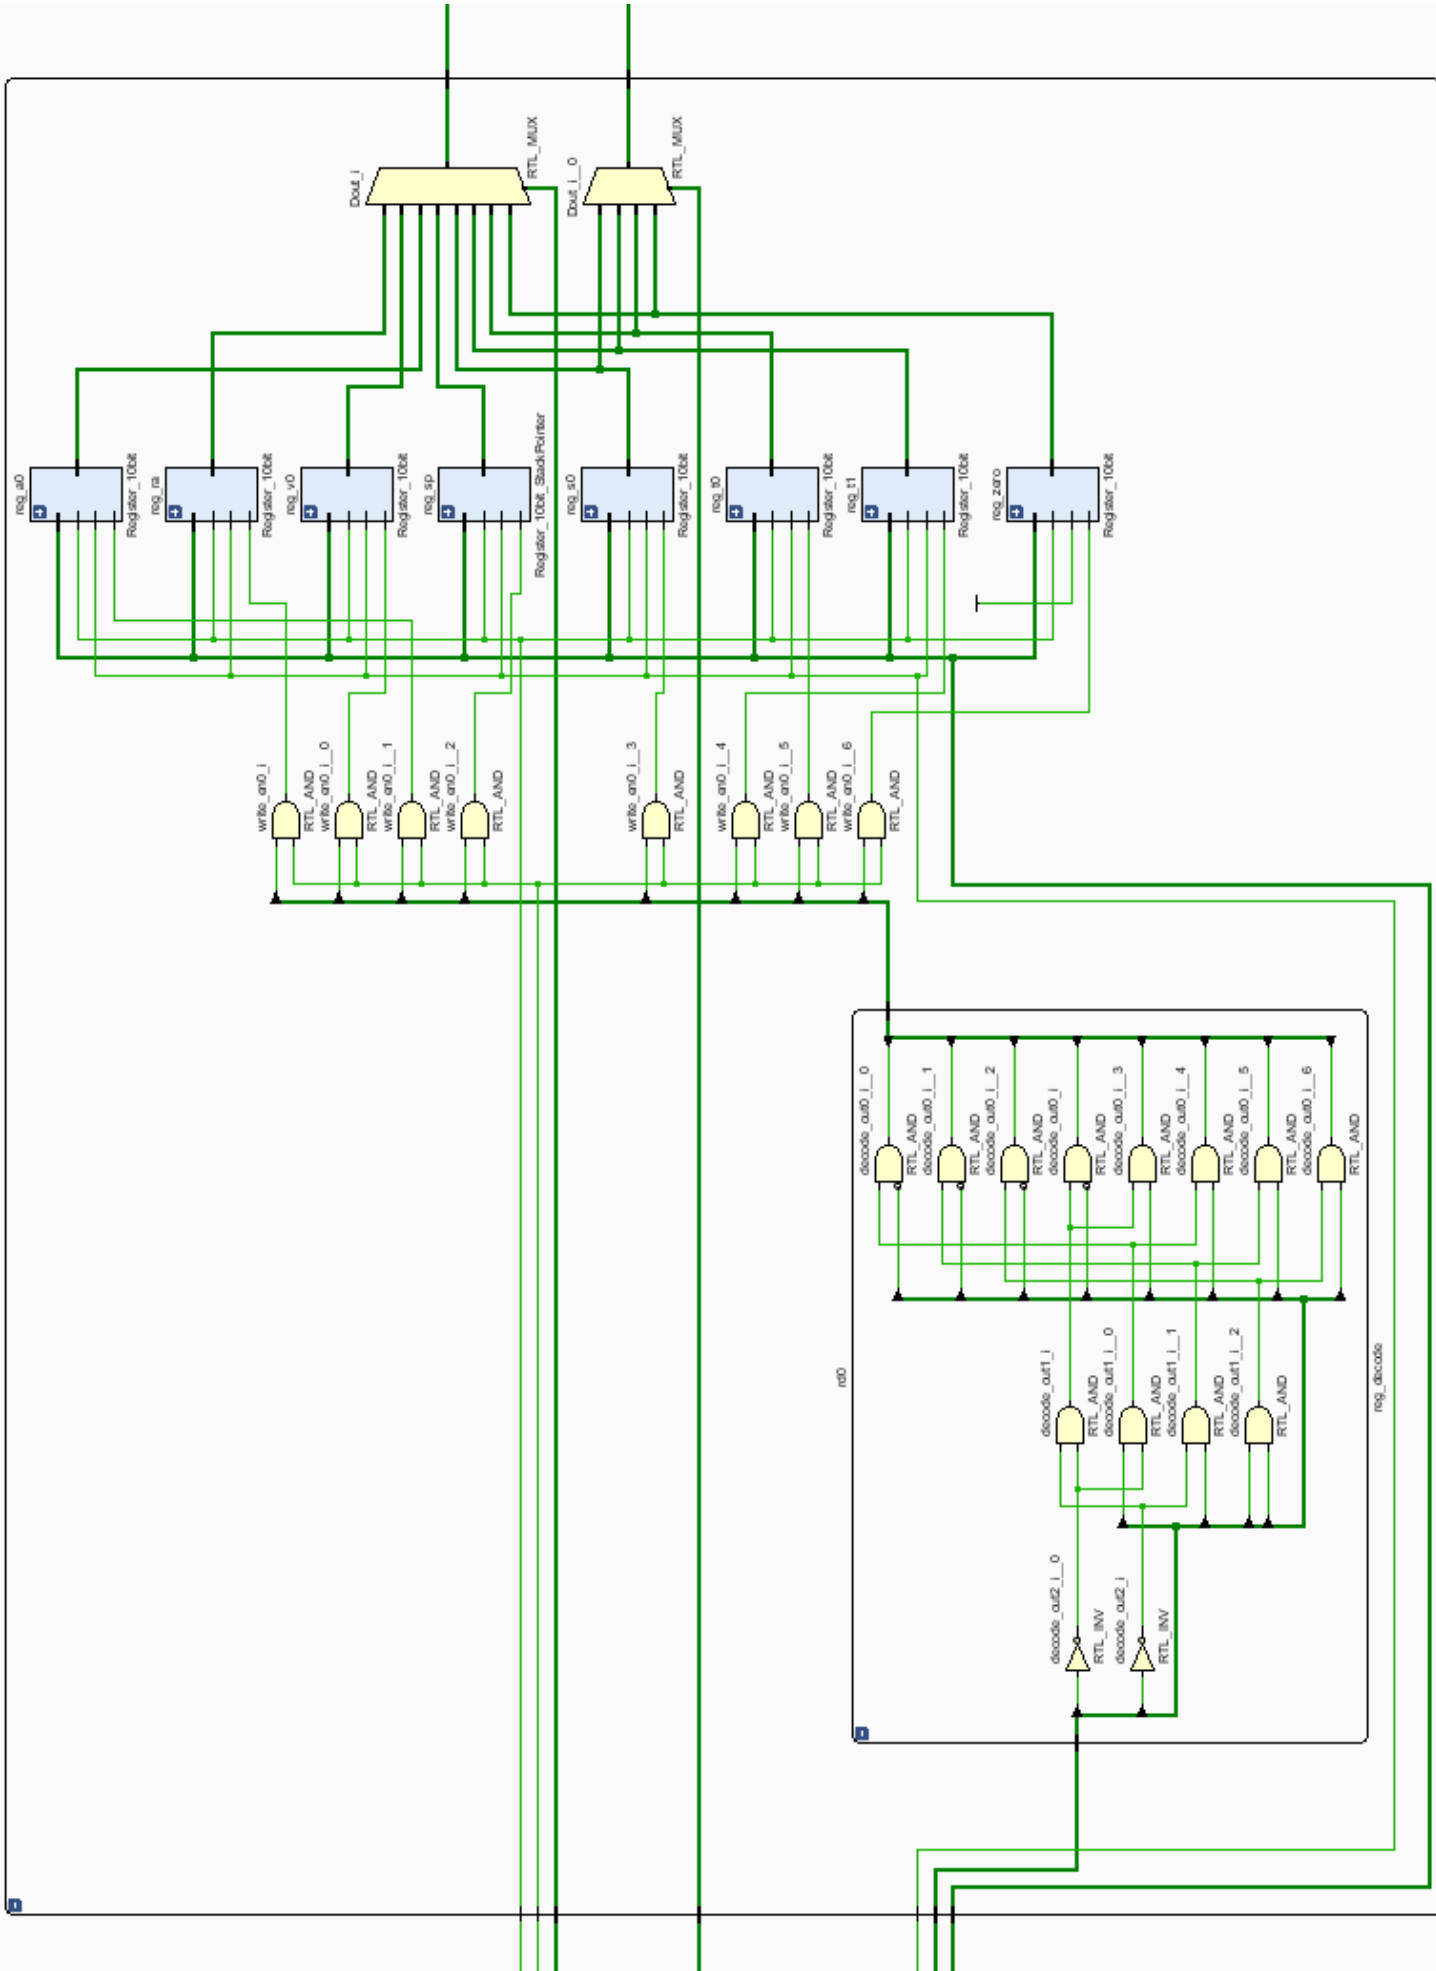 Dout_i
RTL_MUX
Dout_i__0
RTL_MUX
reg_a0
Register_10bit
reg_ra
Register_10bit
reg_v0
Register_10bit
reg_sp
Register_10bit_StackPointer
reg_s0
Register_10bit
reg_t0
Register_10bit
reg_t1
Register_10bit
reg_zero
Register_10bit
write_en0_i
RTL_AND
write_en0_i__0
RTL_AND
write_en0_i__1
RTL_AND
write_en0_i__2
RTL_AND
write_en0_i__3
RTL_AND
write_en0_i__4
RTL_AND
write_en0_i__5
RTL_AND
write_en0_i__6
RTL_AND
decode_out0_i__0
RTL_AND
decode_out0_i__1
RTL_AND
decode_out0_i__2
RTL_AND
decode_out0_i
RTL_AND
decode_out0_i__3
RTL_AND
decode_out0_i__4
RTL_AND
decode_out0_i__5
RTL_AND
decode_out0_i__6
RTL_AND
rd0
decode_out1_i
RTL_AND
decode_out1_i__0
RTL_AND
decode_out1_i__1
RTL_AND
decode_out1_i__2
RTL_AND
reg_decode
decode_out2_i__0
RTL_INV
decode_out2_i
RTL_INV